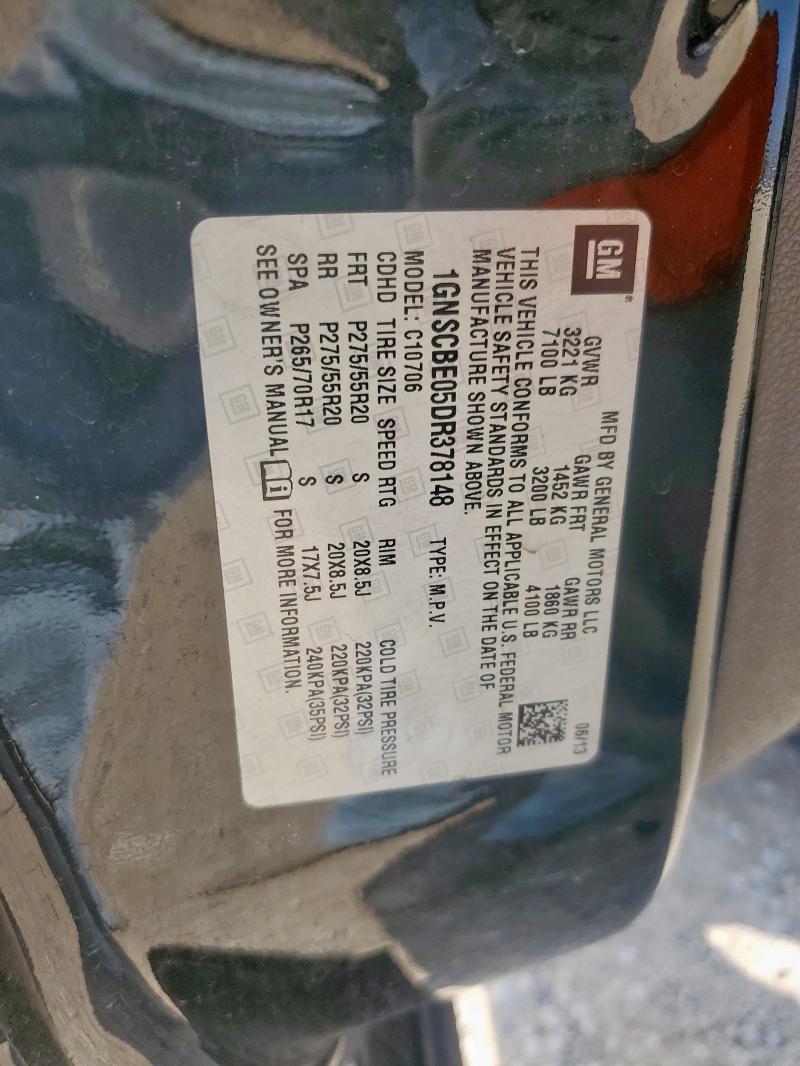 GM®
MFD BY GENERAL MOTORS LLC 06/13
GVWR GAWR FRT GAWR RR
3221 KG 1452 KG 1860 KG
7100 LB 3200 LB 4100 LB
THIS VEHICLE CONFORMS TO ALL APPLICABLE U.S. FEDERAL MOTOR
VEHICLE SAFETY STANDARDS IN EFFECT ON THE DATE OF
MANUFACTURE SHOWN ABOVE.
1GNSCBE05DR378148 TYPE: M.P.V.
MODEL: C10706
CDHD TIRE SIZE SPEED RTG RIM COLD TIRE PRESSURE
FRT P275/55R20 S 20X8.5J 220KPA(32PSI)
RR P275/55R20 S 20X8.5J 220KPA(32PSI)
SPA P265/70R17 S 17X7.5J 240KPA(35PSI)
SEE OWNER'S MANUAL i FOR MORE INFORMATION.